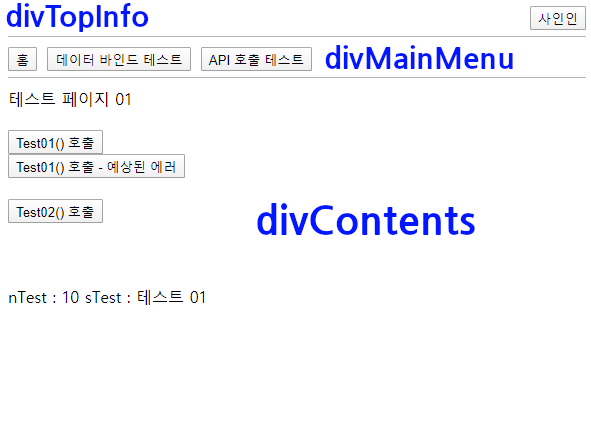 divTopInfo 사인인
홈 데이터 바인드 테스트 API 호출 테스트 divMainMenu
테스트 페이지 01
Test01() 호출
Test01() 호출 - 예상된 에러
Test02() 호출
divContents
nTest : 10 sTest : 테스트 01